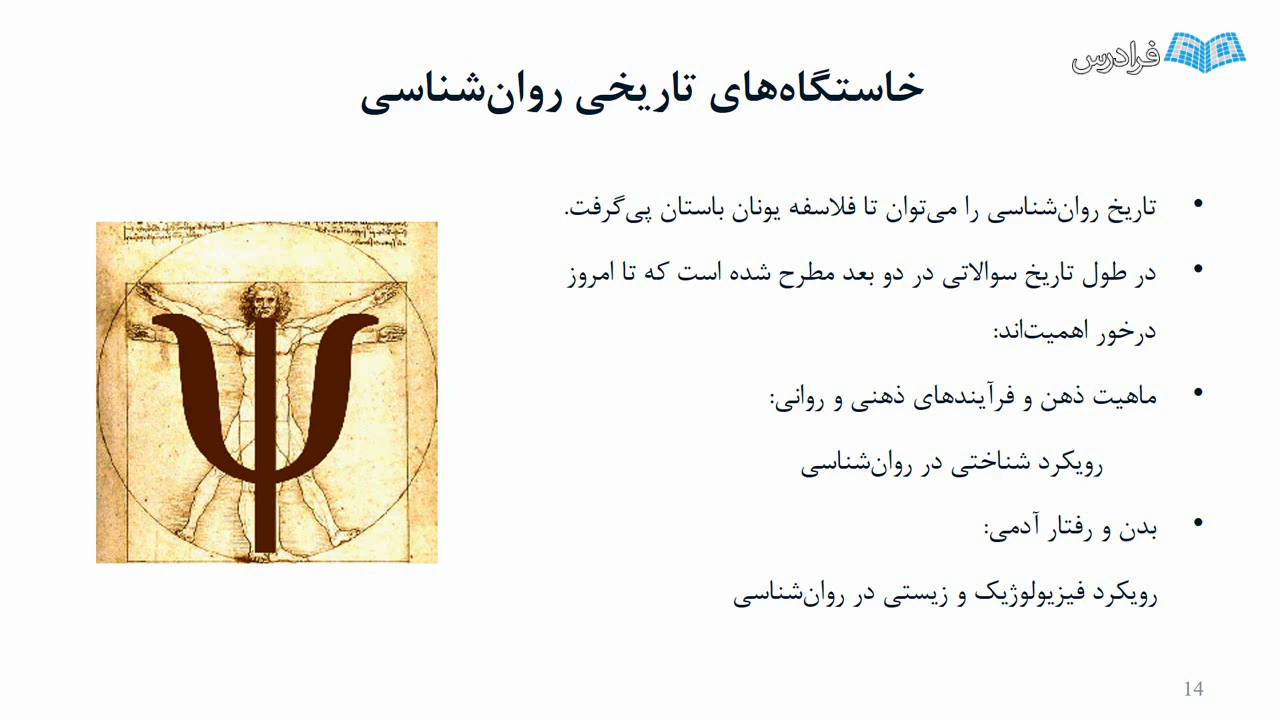 فرادرس
خاستگاه‌های تاریخی روان‌شناسی
• تاریخ روان‌شناسی را می‌توان تا فلاسفه یونان باستان پی‌گرفت.
• در طول تاریخ سوالاتی در دو بعد مطرح شده است که تا امروز
درخور اهمیت‌اند:
• ماهیت ذهن و فرآیندهای ذهنی و روانی:
رویکرد شناختی در روان‌شناسی
• بدن و رفتار آدمی:
رویکرد فیزیولوژیک و زیستی در روان‌شناسی
Ψ
14